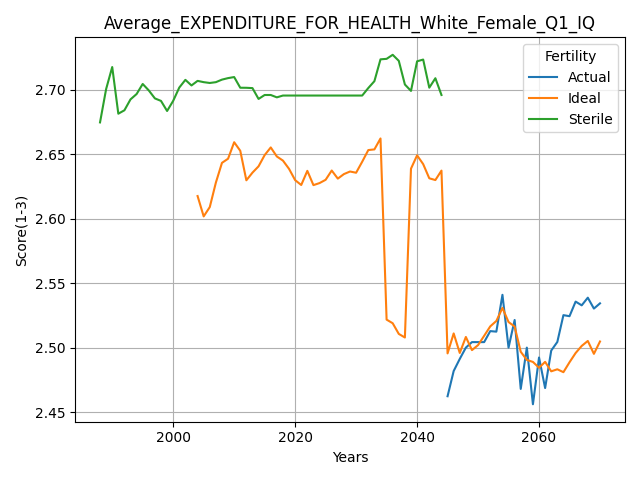 Average_EXPENDITURE_FOR_HEALTH_White_Female_Q1_IQ
Fertility
Actual
Ideal
Sterile
Score(1-3)
2.70
2.65
2.60
2.55
2.50
2.45
2000
2020
2040
2060
Years